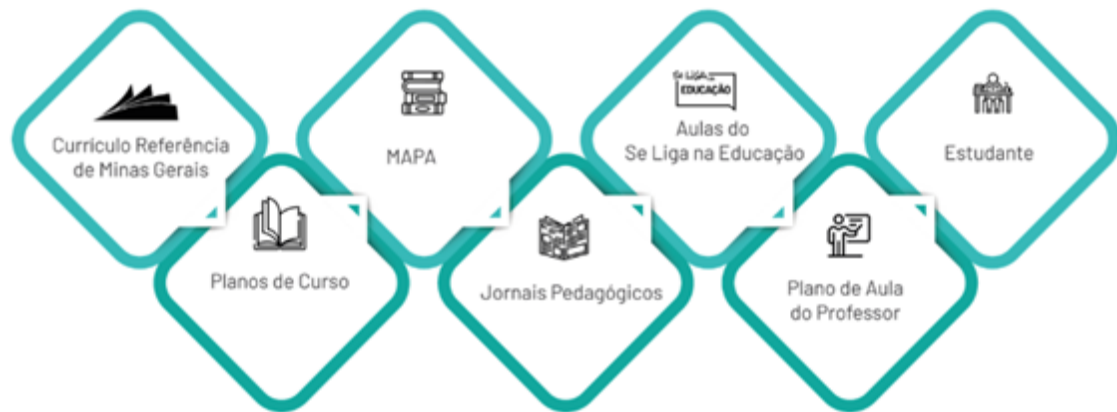 Currículo Referência
de Minas Gerais
Planos de Curso
MAPA
Jornais Pedagógicos
Se LIGA NA
EDUCAÇÃO
Aulas do
Se Liga na Educação
Plano de Aula
do Professor
Estudante